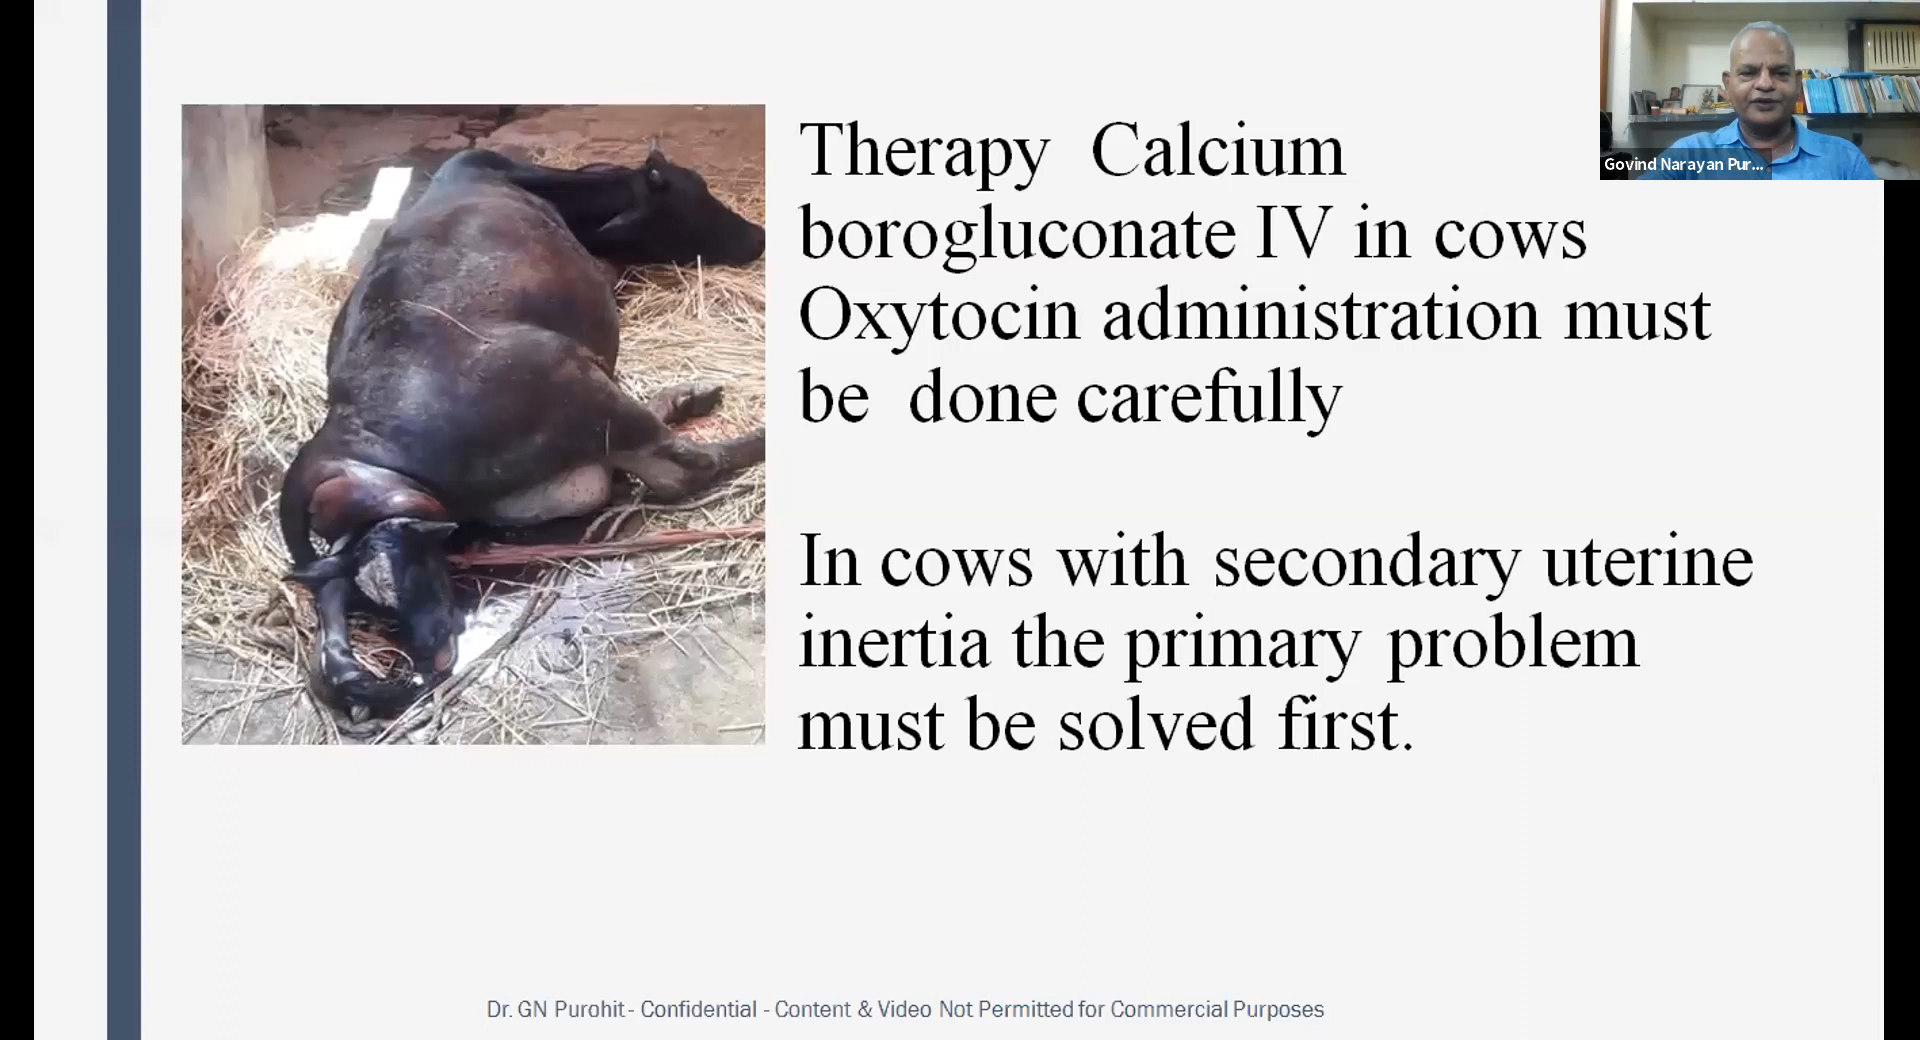 Therapy Calcium
borogluconate IV in cows
Oxytocin administration must
be done carefully
In cows with secondary uterine
inertia the primary problem
must be solved first.
Govind Narayan Pur...
Dr. GN Purohit - Confidential - Content & Video Not Permitted for Commercial Purposes